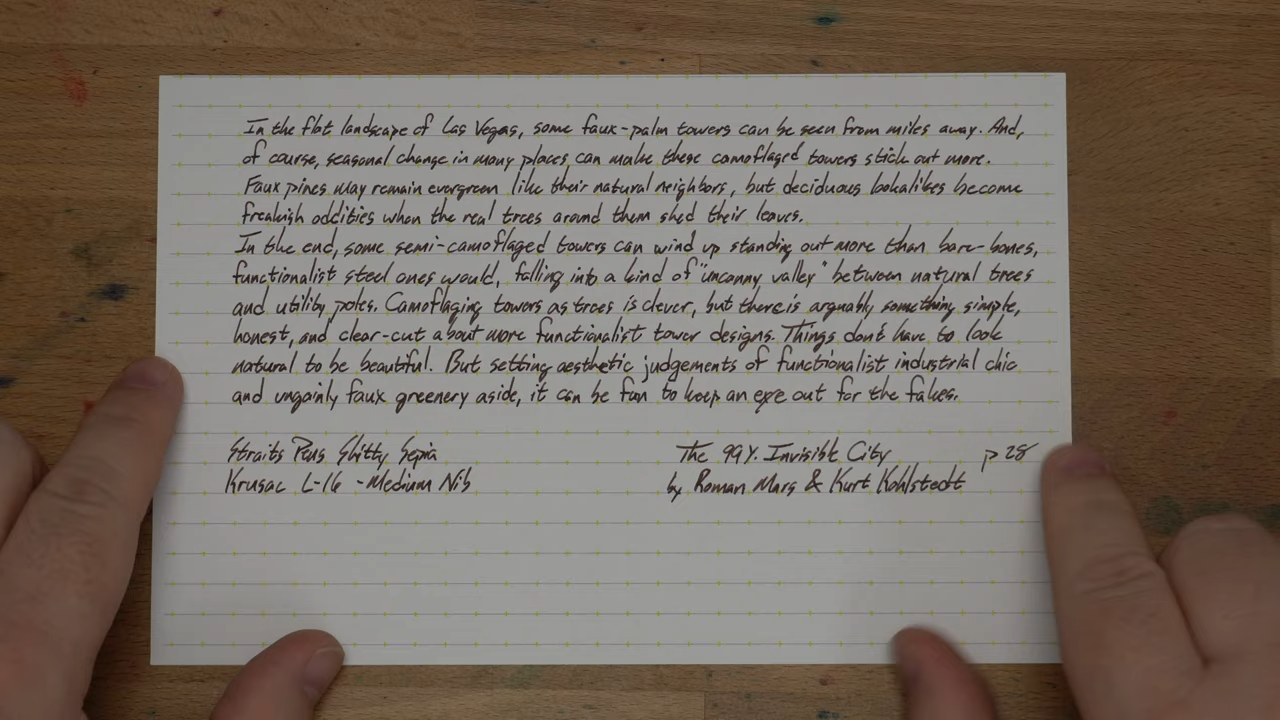 In the flat landscape of Las Vegas, some faux-palm towers can be seen from miles away. And,
of course, seasonal change in many places can make these camoflaged towers stick out more.
Faux pines may remain evergreen like their natural neighbors, but deciduous lookalikes become
freakish oddities when the real trees around them shed their leaves.
In the end, some semi-camoflaged towers can wind up standing out more than bare-bones,
functionalist steel ones would, falling into a kind of "uncanny valley" between natural trees
and utility poles. Camoflaging towers as trees is clever, but there is arguably something simple,
honest, and clear-cut about more functionalist tower designs. Things don't have to look
natural to be beautiful. But setting aesthetic judgements of functionalist industrial chic
and ungainly faux greenery aside, it can be fun to keep an eye out for the fakes.
Straits Pens Shitty Sepia The 99%. Invisible City p 28
Krusac L-16 - Medium Nib by Roman Mars & Kurt Kohlstedt